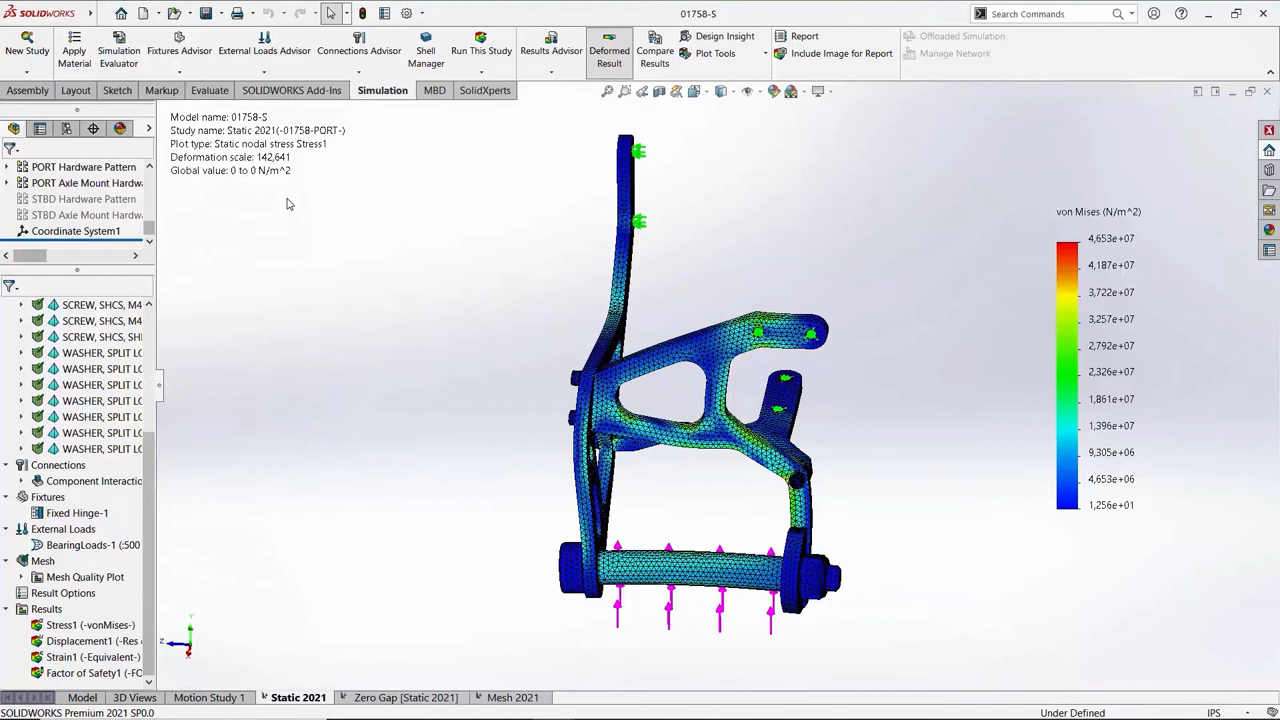 SOLIDWORKS
01758-S
Search Commands
New Study
Apply
Material
Simulation
Evaluator
Fixtures Advisor
External Loads Advisor
Connections Advisor
Shell
Manager
Run This Study
Results Advisor
Deformed
Result
Compare
Results
Design Insight
Plot Tools
Report
Include Image for Report
Offloaded Simulation
Manage Network
Assembly
Layout
Sketch
Markup
Evaluate
SOLIDWORKS Add-Ins
Simulation
MBD
SolidXperts
PORT Hardware Pattern
PORT Axle Mount Hardwa
STBD Hardware Pattern
STBD Axle Mount Hardw
Coordinate System1
SCREW, SHCS, M4
SCREW, SHCS, M4
SCREW, SHCS, SHI
WASHER, SPLIT LO
WASHER, SPLIT LO
WASHER, SPLIT LO
WASHER, SPLIT LO
WASHER, SPLIT LO
WASHER, SPLIT LO
WASHER, SPLIT LO
Connections
Component Interactio
Fixtures
Fixed Hinge-1
External Loads
BearingLoads-1 (:500
Mesh
Mesh Quality Plot
Result Options
Results
Stress1 (-vonMises-)
Displacement1 (-Res
Strain1 (-Equivalent-)
Factor of Safety1 (-FO
Model name: 01758-S
Study name: Static 2021(-01758-PORT-)
Plot type: Static nodal stress Stress1
Deformation scale: 142,641
Global value: 0 to 0 N/m^2
von Mises (N/m^2)
4,653e+07
4,187e+07
3,722e+07
3,257e+07
2,792e+07
2,326e+07
1,861e+07
1,396e+07
9,305e+06
4,653e+06
1,256e+01
Y
Z
X
Model
3D Views
Motion Study 1
Static 2021
Zero Gap [Static 2021]
Mesh 2021
SOLIDWORKS Premium 2021 SP0.0
Under Defined
IPS